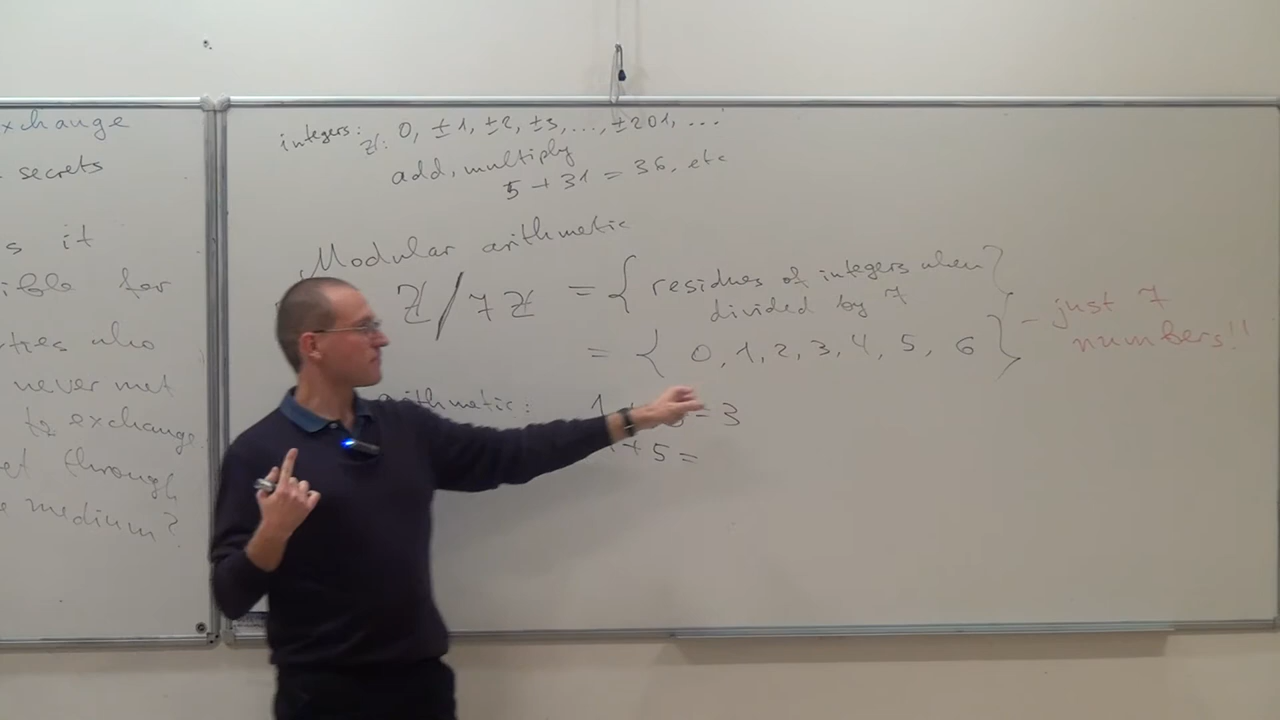 xchange
secrets
s it
ible for
rties who
never met
to exchange
et through
e medium?
integers: ℤ: 0, ±1, ±2, ±3, ..., ±201, ...
add, multiply
5 + 31 = 36, etc
Modular arithmetic
ℤ/7ℤ = { residues of integers when
divided by 7 }
= { 0, 1, 2, 3, 4, 5, 6 } - just 7
numbers!!
arithmetic: 1 + = 3
+ 5 =